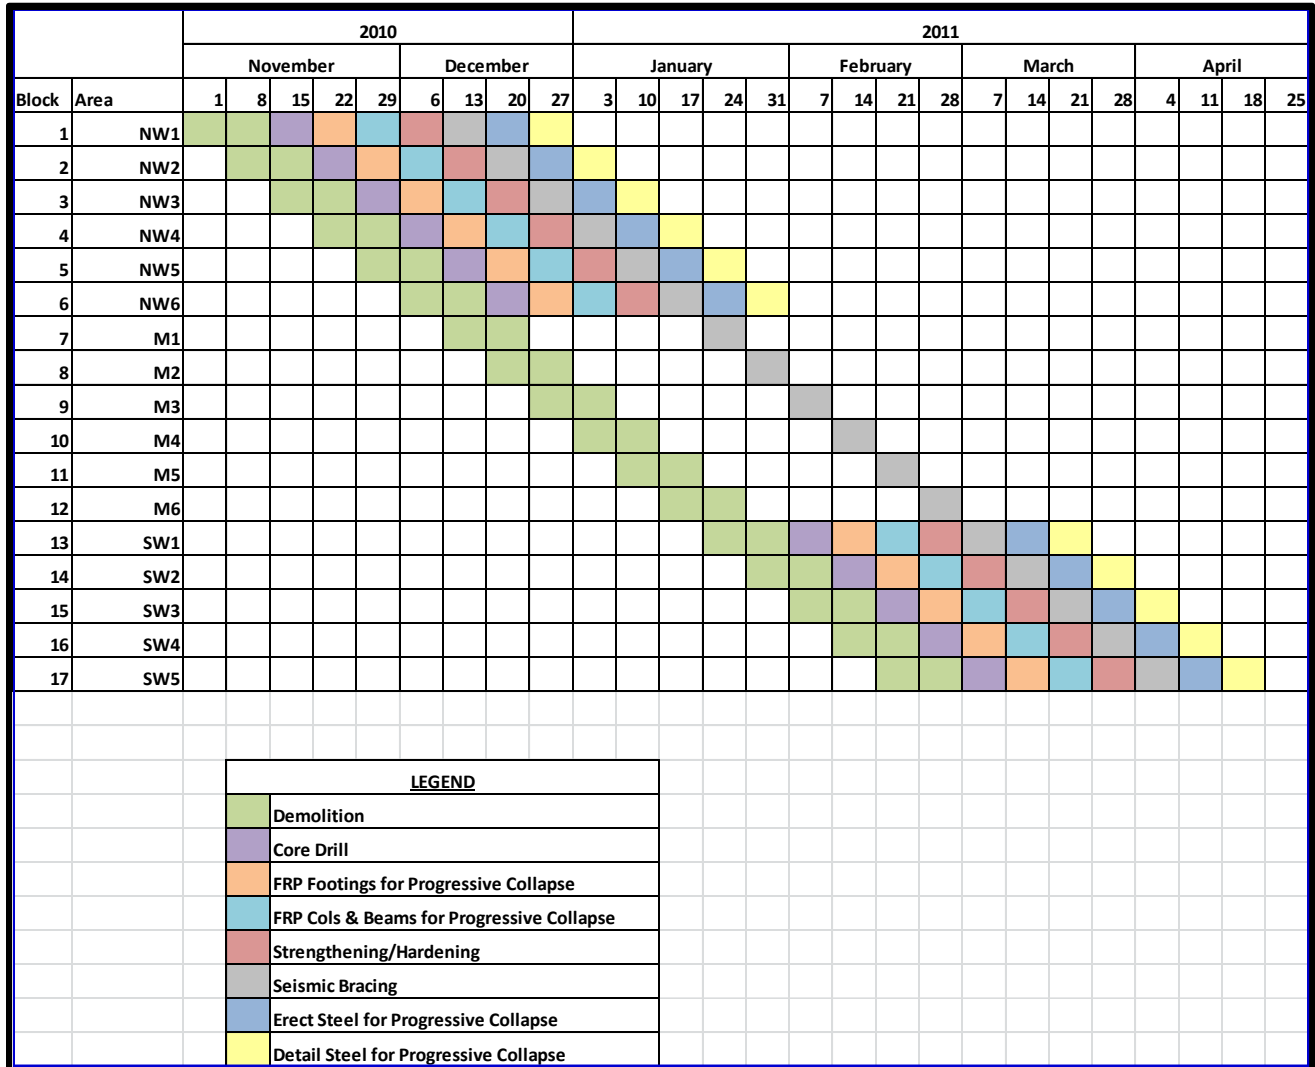 2010 2011
November December January February March April
Block Area 1 8 15 22 29 6 13 20 27 3 10 17 24 31 7 14 21 28 7 14 21 28 4 11 18 25
1 NW1
2 NW2
3 NW3
4 NW4
5 NW5
6 NW6
7 M1
8 M2
9 M3
10 M4
11 M5
12 M6
13 SW1
14 SW2
15 SW3
16 SW4
17 SW5
LEGEND
Demolition
Core Drill
FRP Footings for Progressive Collapse
FRP Cols & Beams for Progressive Collapse
Strengthening/Hardening
Seismic Bracing
Erect Steel for Progressive Collapse
Detail Steel for Progressive Collapse